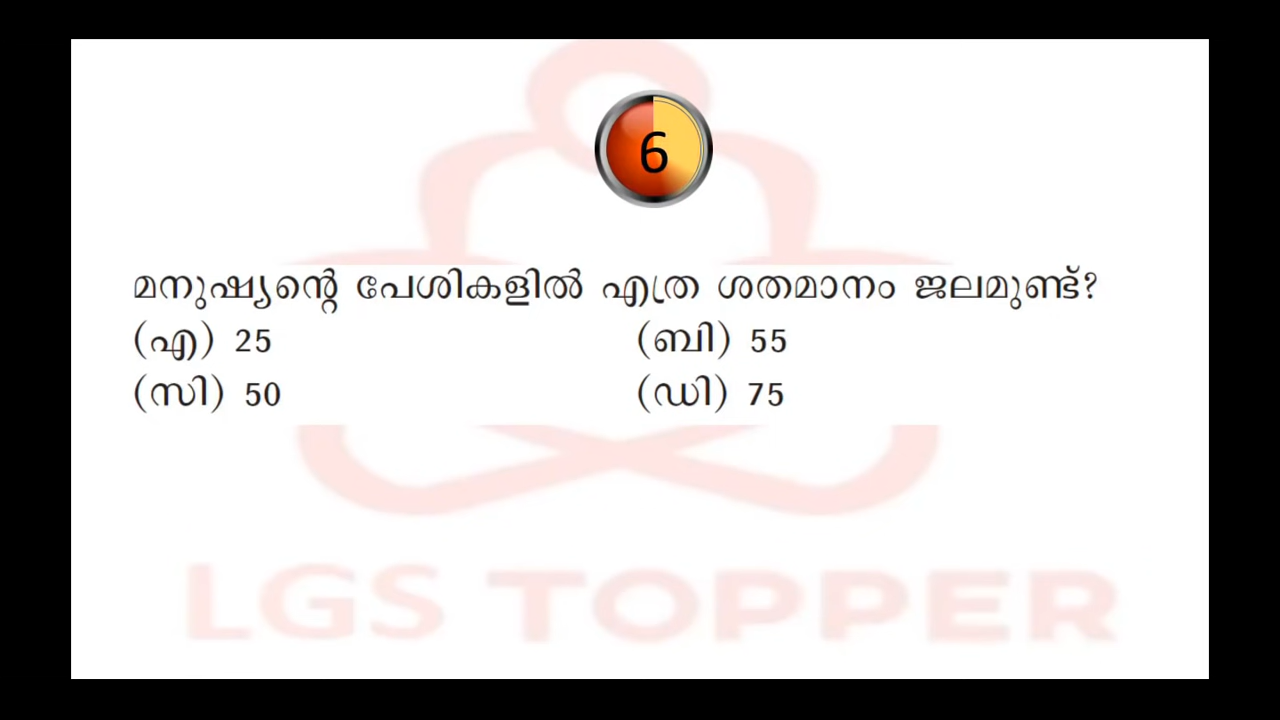 6
മനുഷ്യന്റെ പേശികളിൽ എത്ര ശതമാനം ജലമുണ്ട്?
(എ) 25 (ബി) 55
(സി) 50 (ഡി) 75
LGS TOPPER